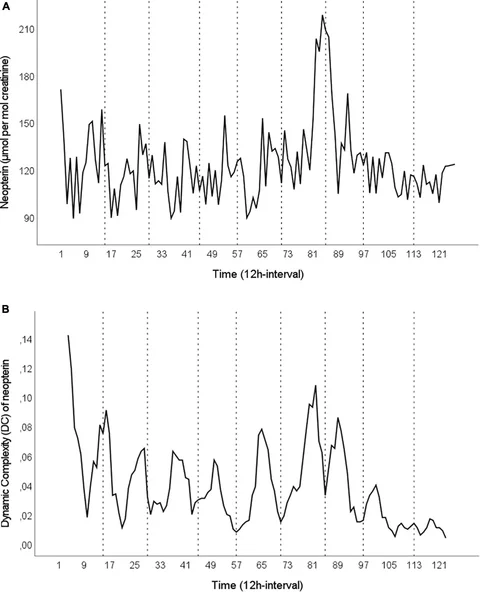 A
Neopterin (µmol per mol creatinine)
210
180
150
120
90
1 9 17 25 33 41 49 57 65 73 81 89 97 105 113 121
Time (12h-interval)
B
Dynamic Complexity (DC) of neopterin
,14
,12
,10
,08
,06
,04
,02
,00
1 9 17 25 33 41 49 57 65 73 81 89 97 105 113 121
Time (12h-interval)